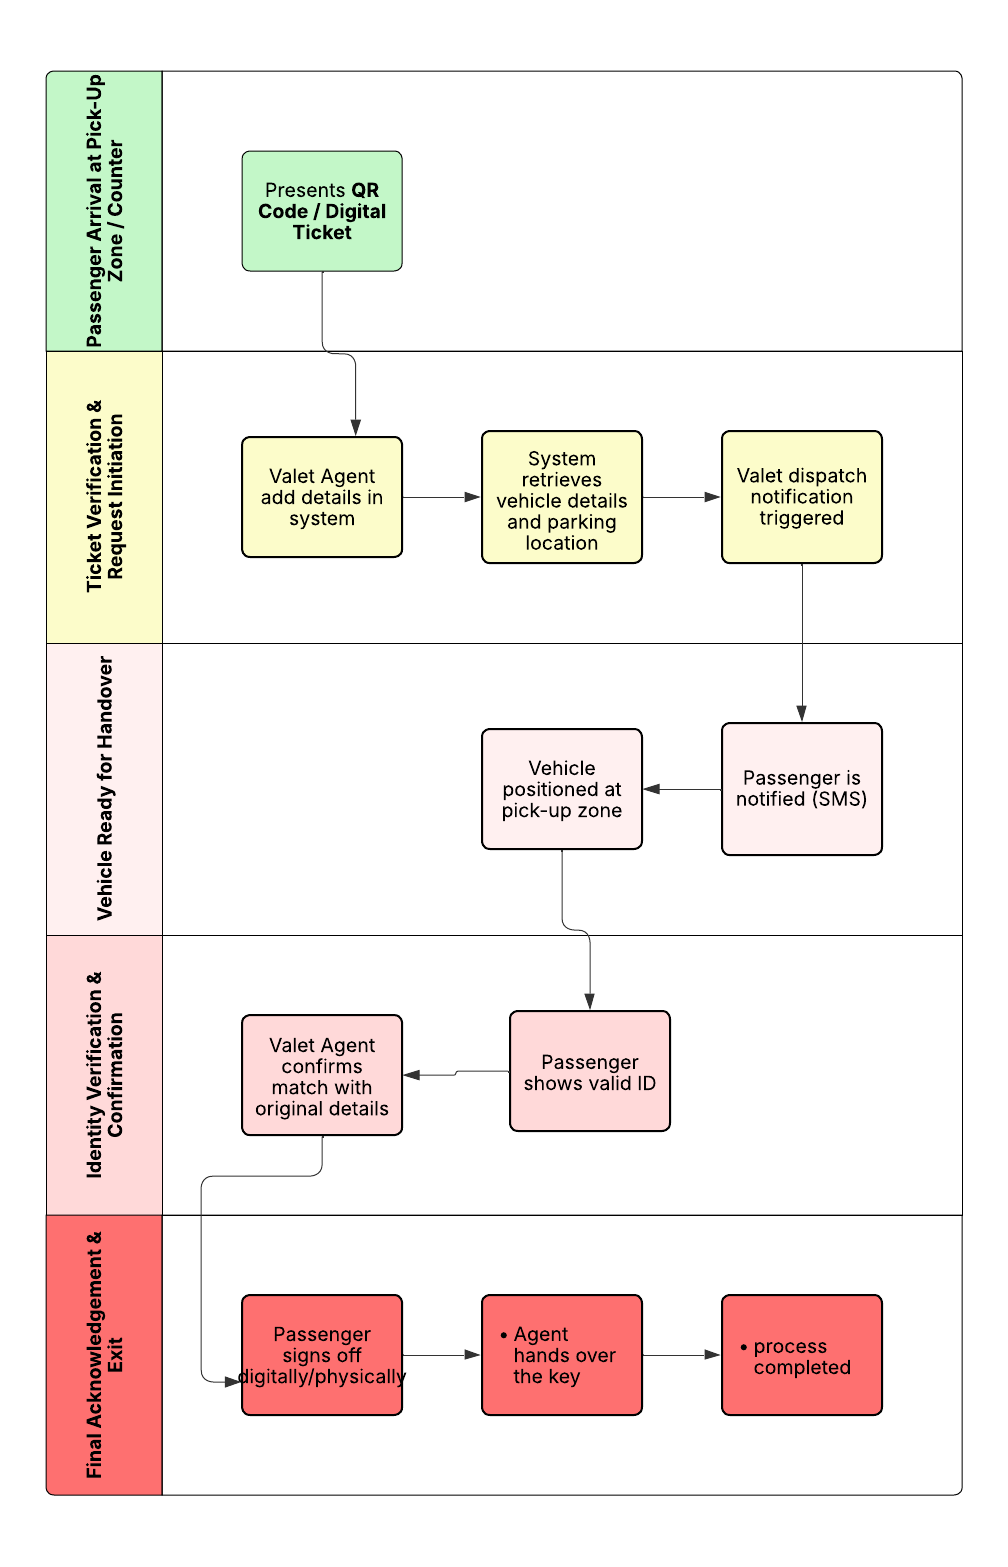 Passenger Arrival at Pick-Up
Zone / Counter
Presents QR
Code / Digital
Ticket
Ticket Verification &
Request Initiation
Valet Agent
add details in
system
System
retrieves
vehicle details
and parking
location
Valet dispatch
notification
triggered
Vehicle Ready for Handover
Vehicle
positioned at
pick-up zone
Passenger is
notified (SMS)
Identity Verification &
Confirmation
Valet Agent
confirms
match with
original details
Passenger
shows valid ID
Final Acknowledgement &
Exit
Passenger
signs off
digitally/physically
• Agent
hands over
the key
• process
completed